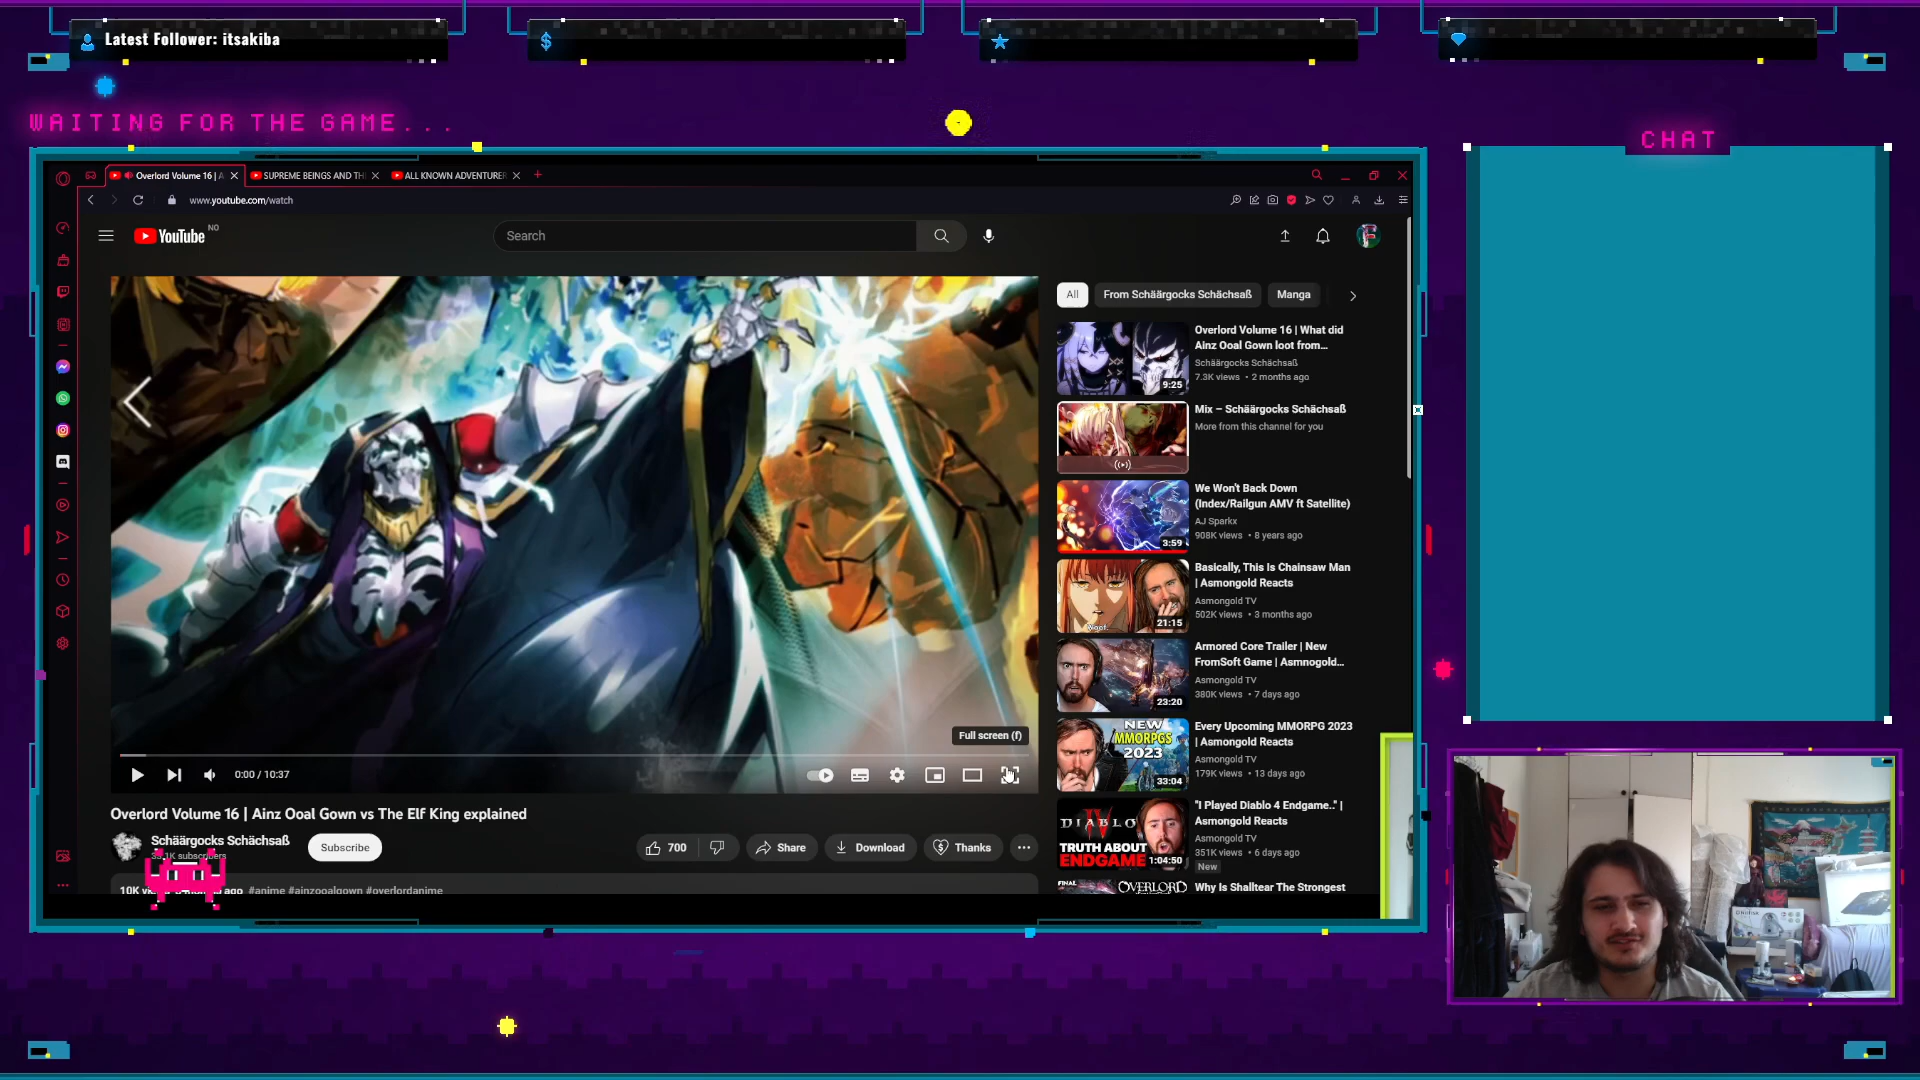 Latest Follower: itsakiba
WAITING FOR THE GAME...
CHAT
Overlord Volume 16 | A
SUPREME BEINGS AND TH
ALL KNOWN ADVENTURER
www.youtube.com/watch
YouTube NO
Search
All
From Schäärgocks Schächsaß
Manga
Overlord Volume 16 | What did
Ainz Ooal Gown loot from...
Schäärgocks Schächsaß
7.3K views • 2 months ago
9:25
Mix – Schäärgocks Schächsaß
More from this channel for you
We Won't Back Down
(Index/Railgun AMV ft Satellite)
AJ Sparkx
908K views • 8 years ago
3:59
Basically, This Is Chainsaw Man
| Asmongold Reacts
Asmongold TV
502K views • 3 months ago
21:15
Armored Core Trailer | New
FromSoft Game | Asmnogold...
Asmongold TV
380K views • 7 days ago
23:20
Every Upcoming MMORPG 2023
| Asmongold Reacts
Asmongold TV
179K views • 13 days ago
NEW
MMORPGS
2023
33:04
"I Played Diablo 4 Endgame.." |
Asmongold Reacts
Asmongold TV
351K views • 6 days ago
New
DIABLO
TRUTH ABOUT
ENDGAME
1:04:50
FINAL
OVERLORD
Why Is Shalltear The Strongest
Full screen (f)
0:00 / 10:37
Overlord Volume 16 | Ainz Ooal Gown vs The Elf King explained
Schäärgocks Schächsaß
Subscribe
700
Share
Download
Thanks
ago #anime #ainzooalgown #overlordanime